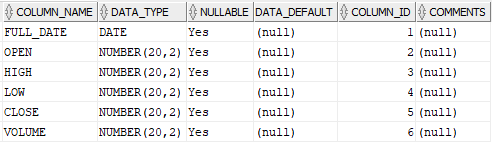 COLUMN_NAME DATA_TYPE NULLABLE DATA_DEFAULT COLUMN_ID COMMENTS
FULL_DATE DATE Yes (null) 1 (null)
OPEN NUMBER(20,2) Yes (null) 2 (null)
HIGH NUMBER(20,2) Yes (null) 3 (null)
LOW NUMBER(20,2) Yes (null) 4 (null)
CLOSE NUMBER(20,2) Yes (null) 5 (null)
VOLUME NUMBER(20,2) Yes (null) 6 (null)